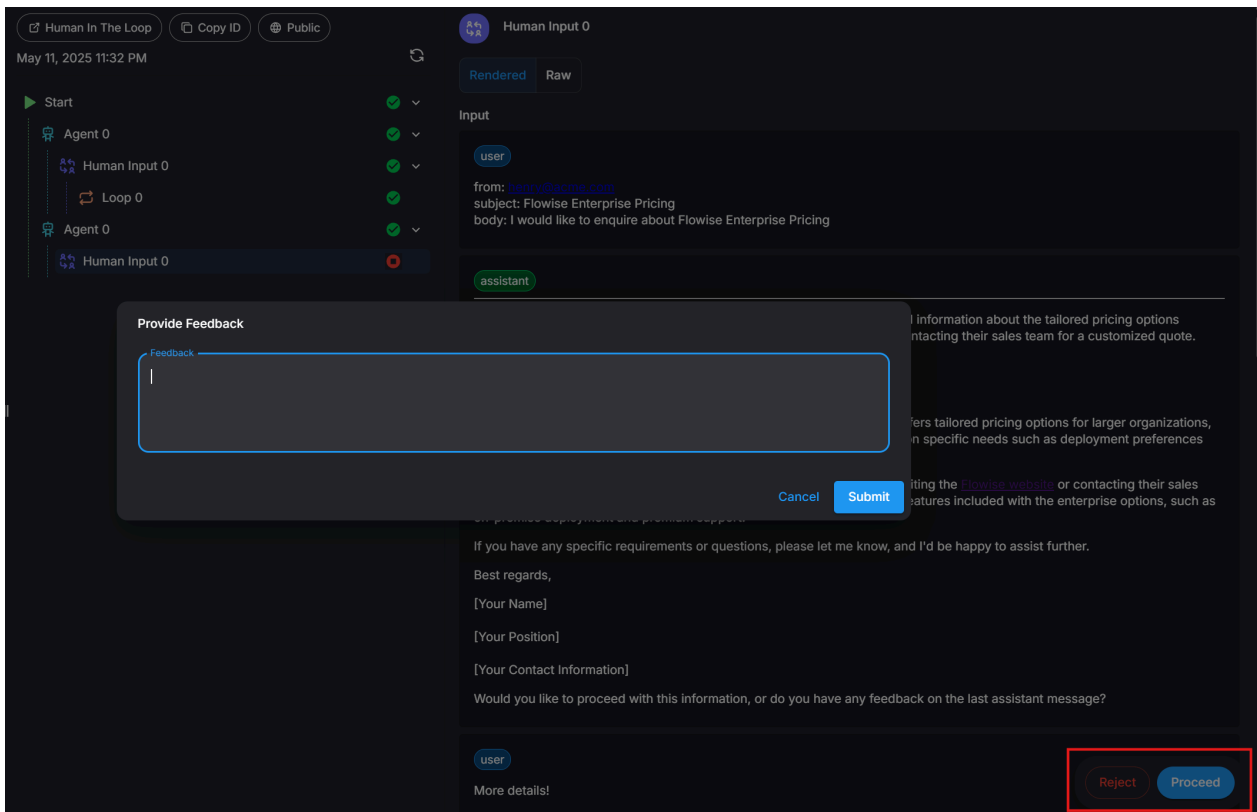 Human In The Loop
Copy ID
Public
May 11, 2025 11:32 PM
Start
Agent 0
Human Input 0
Loop 0
Agent 0
Human Input 0
Human Input 0
Rendered
Raw
Input
user
from:
subject: Flowise Enterprise Pricing
body: I would like to enquire about Flowise Enterprise Pricing
assistant
information about the tailored pricing options
ntacting their sales team for a customized quote.
fers tailored pricing options for larger organizations,
n specific needs such as deployment preferences
iting the Flowise website or contacting their sales
eatures included with the enterprise options, such as
on-premise deployment and premium support.
If you have any specific requirements or questions, please let me know, and I'd be happy to assist further.
Best regards,
[Your Name]
[Your Position]
[Your Contact Information]
Would you like to proceed with this information, or do you have any feedback on the last assistant message?
user
More details!
Reject
Proceed
Provide Feedback
Feedback
Cancel
Submit